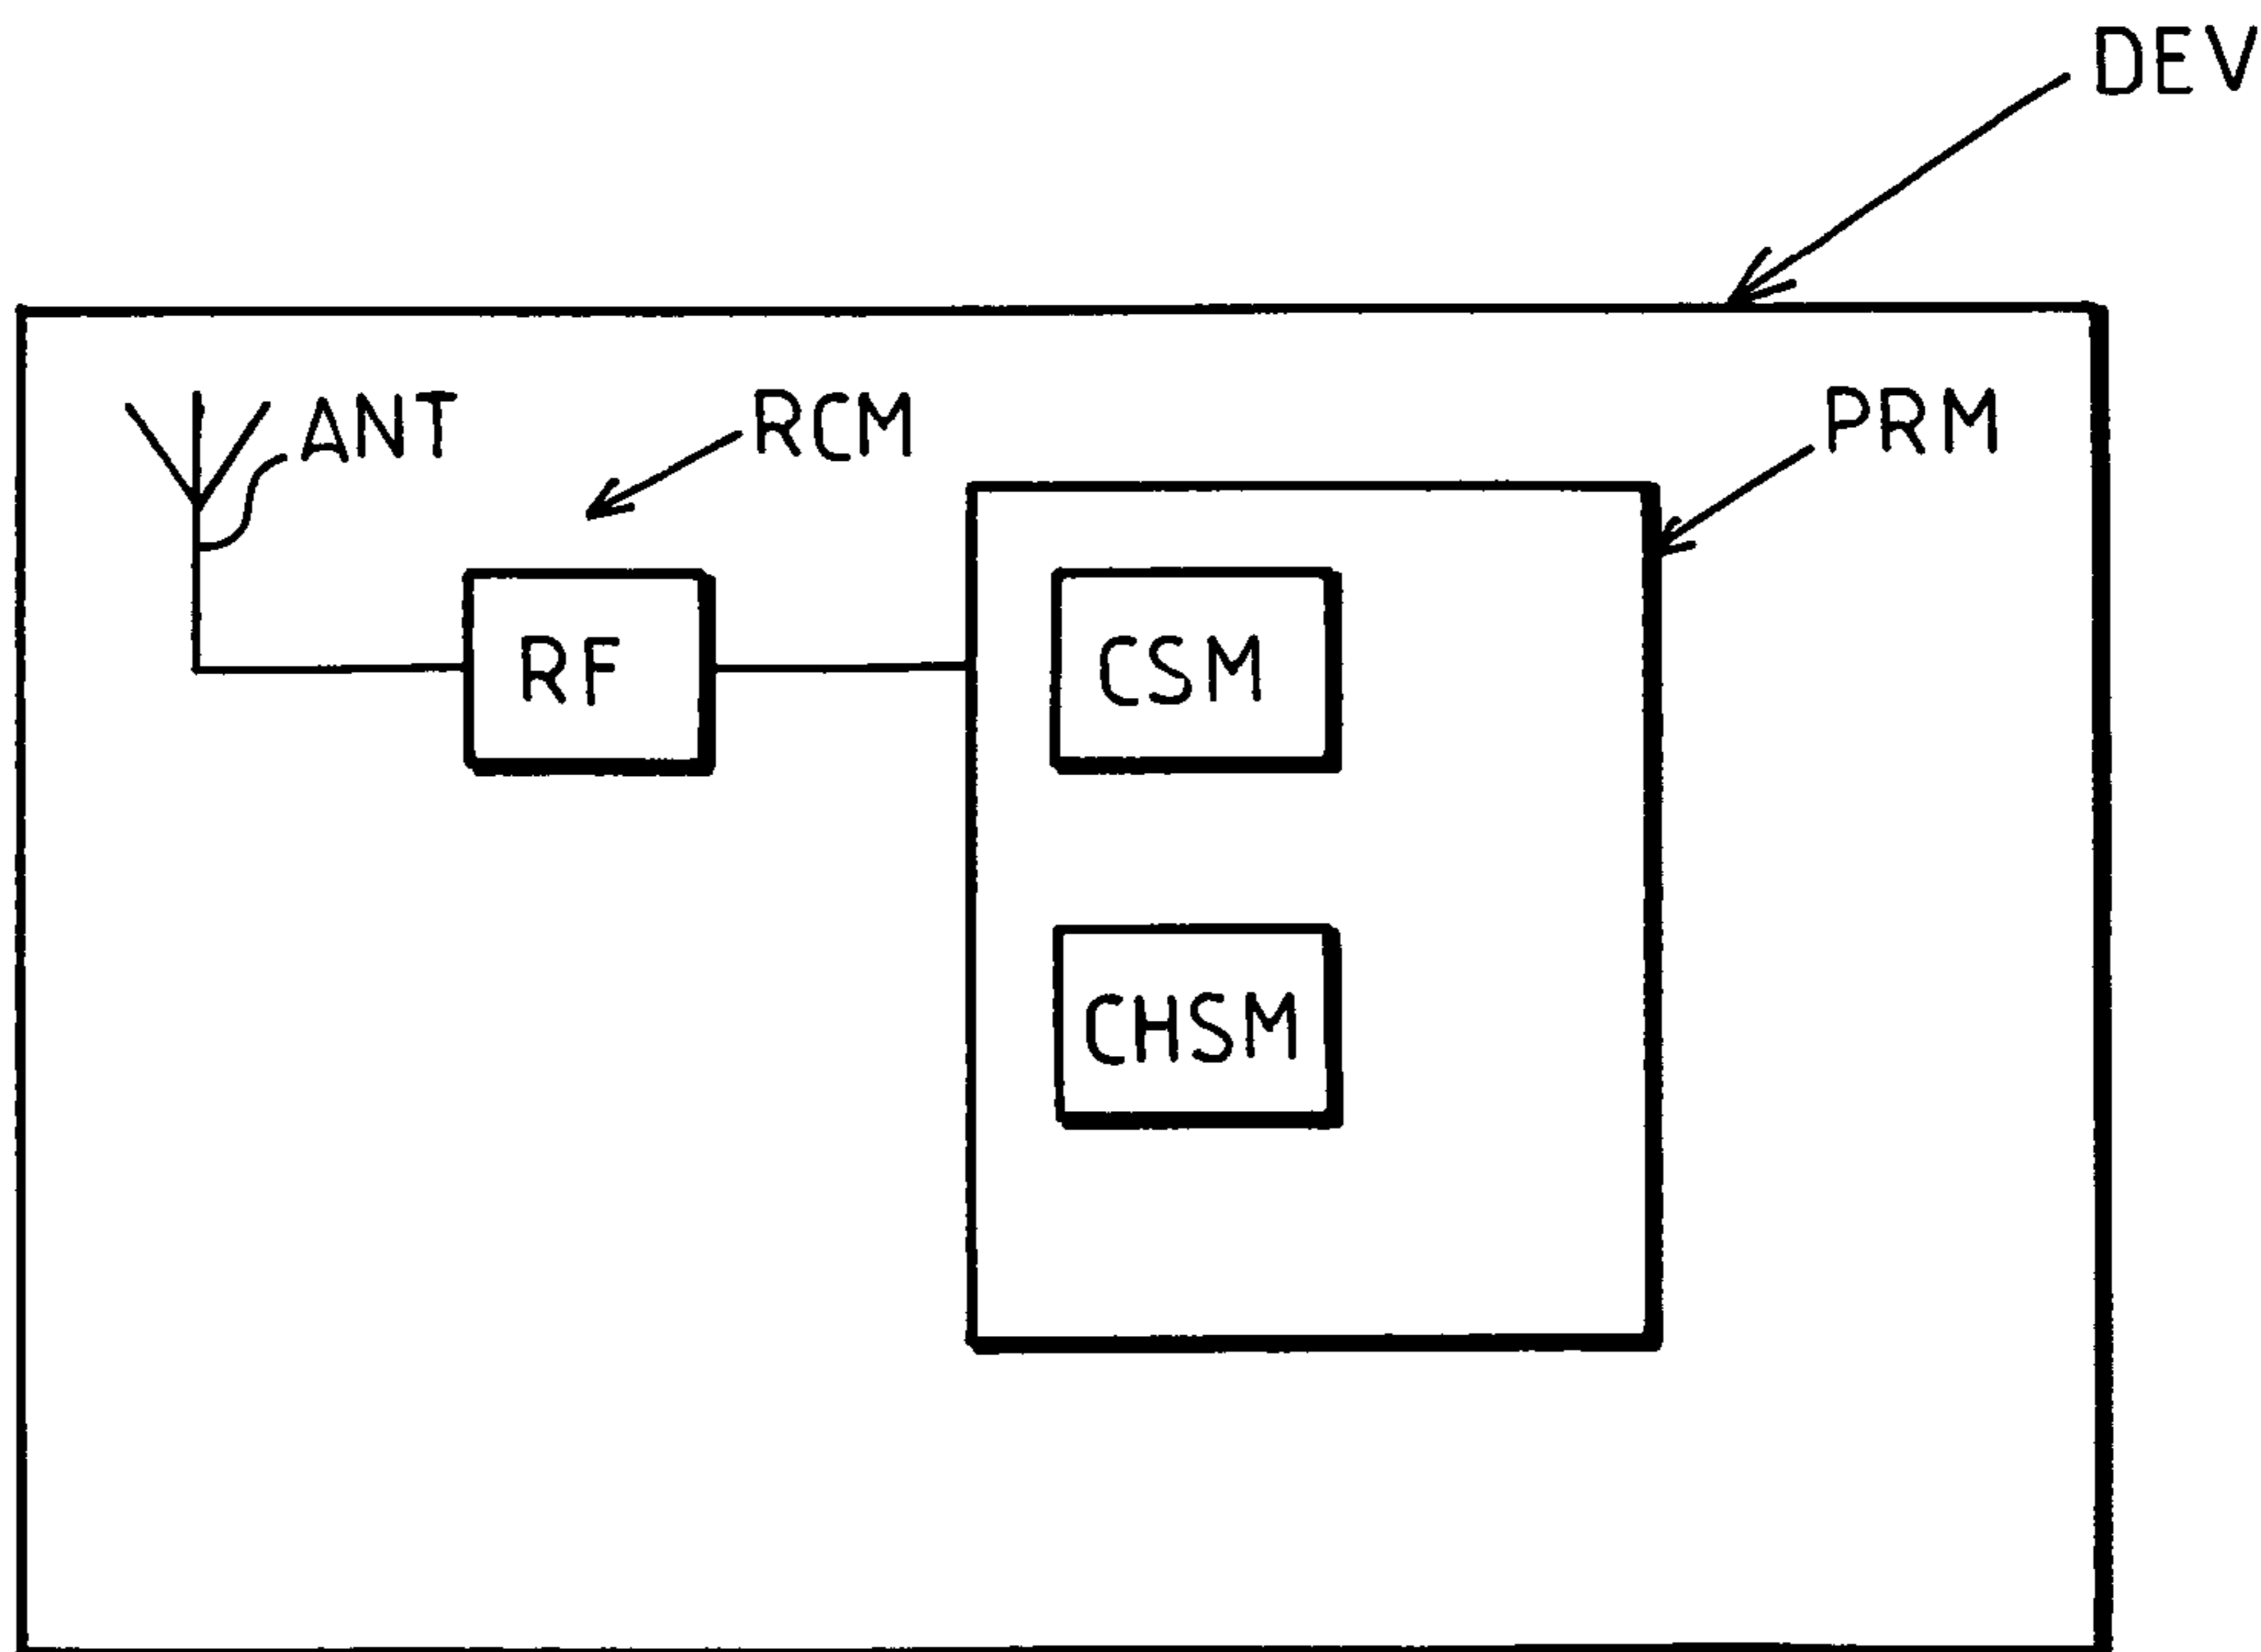 DEV
ANT
RCM
PRM
RF
CSM
CHSM